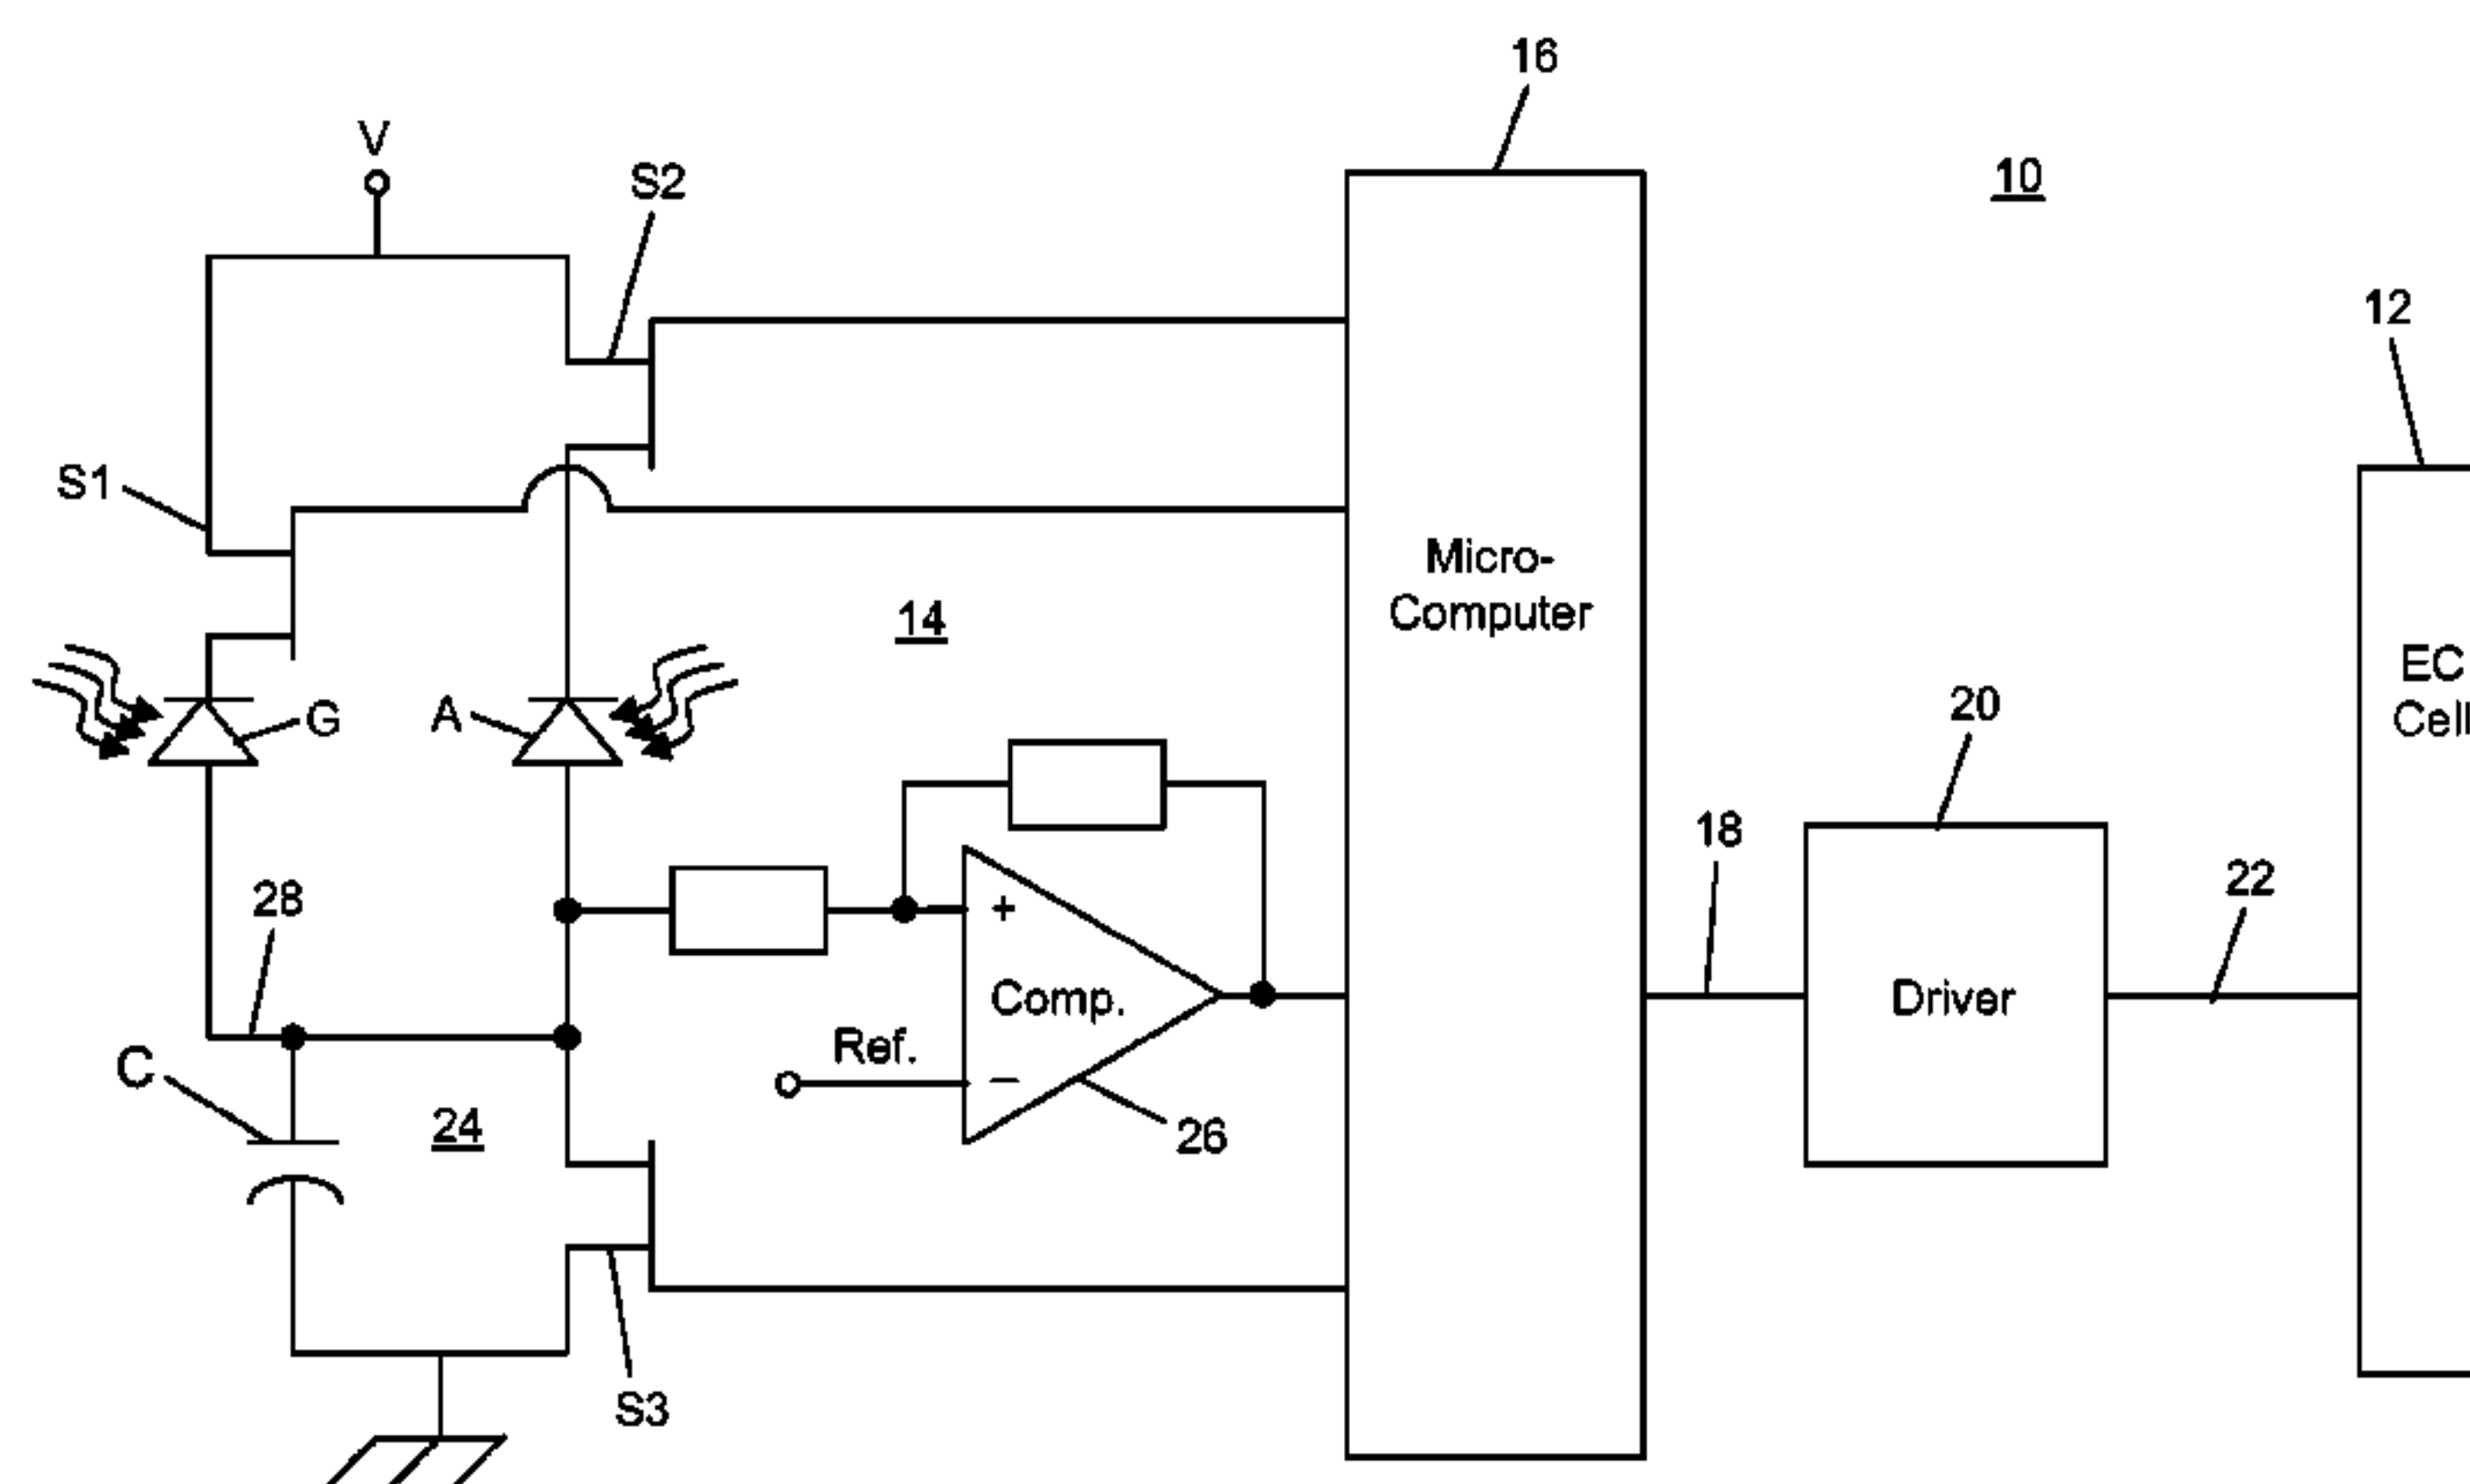 16
V
S2
10
12
S1
Micro-
Computer
14
EC
Cell
G
A
20
18
28
22
+
Comp.
Driver
Ref.
−
C
24
26
S3